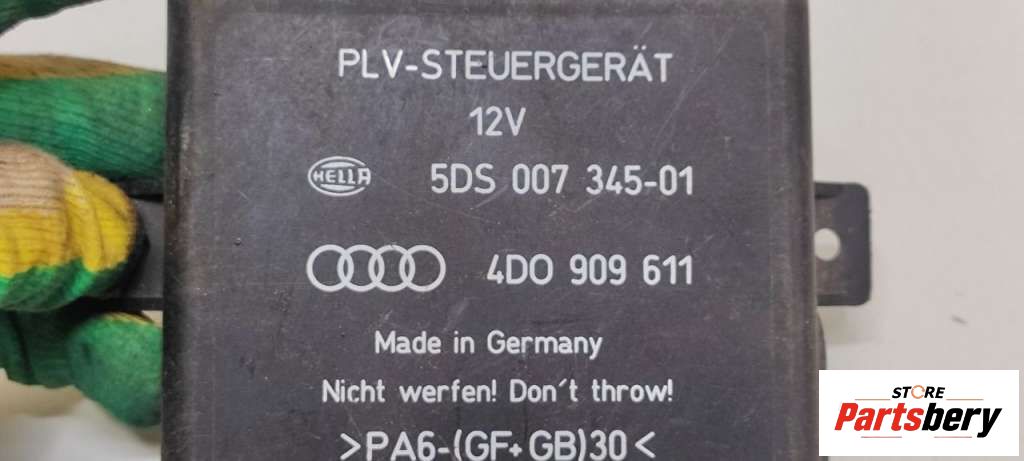 PLV-STEUERGERÄT
12V
HELLA 5DS 007 345-01
4D0 909 611
Made in Germany
Nicht werfen! Don´t throw!
>PA6-(GF+GB)30<
STORE
Partsbery